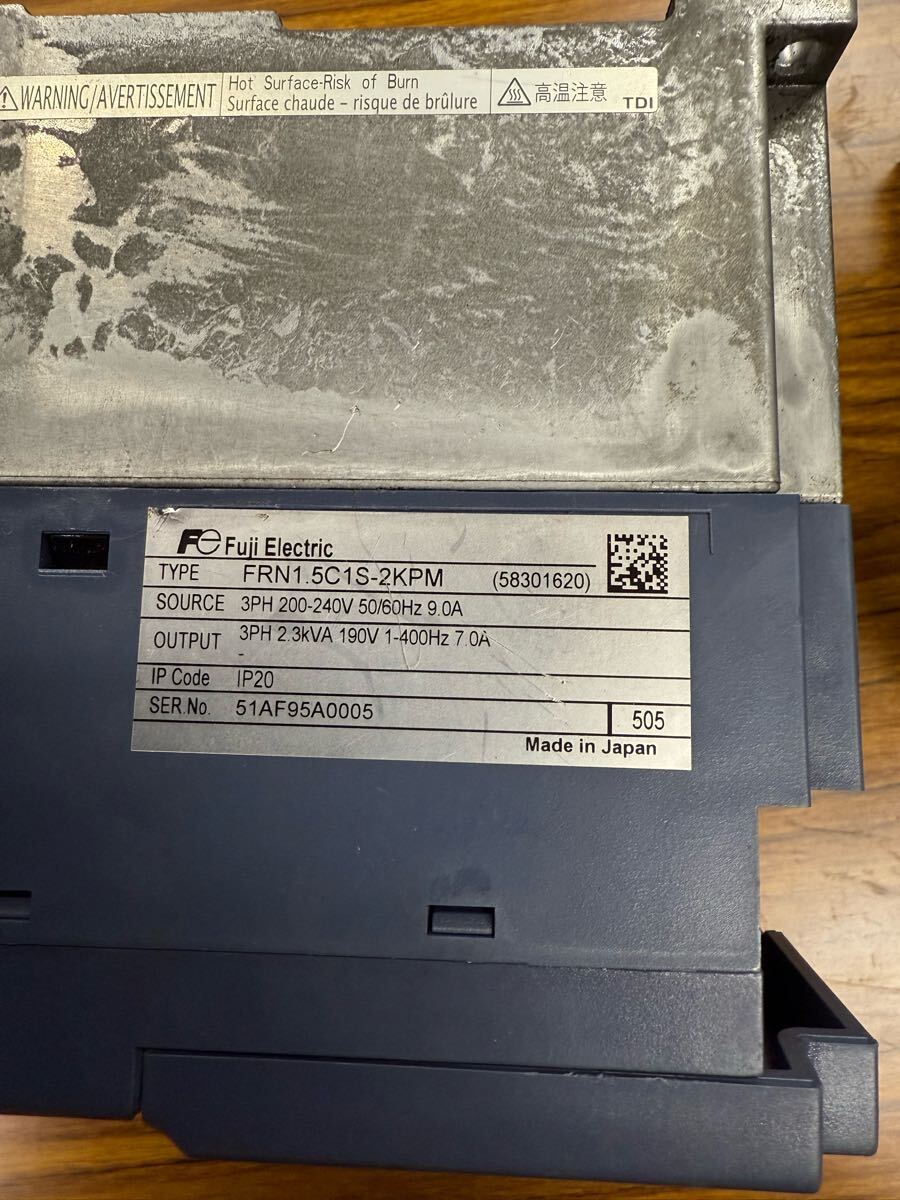 WARNING/AVERTISSEMENT
Hot Surface-Risk of Burn
Surface chaude – risque de brûlure
高温注意
TDI
Fe Fuji Electric
TYPE FRN1.5C1S-2KPM (58301620)
SOURCE 3PH 200-240V 50/60Hz 9.0A
OUTPUT 3PH 2.3kVA 190V 1-400Hz 7.0A
IP Code IP20
SER.No. 51AF95A0005 505
Made in Japan